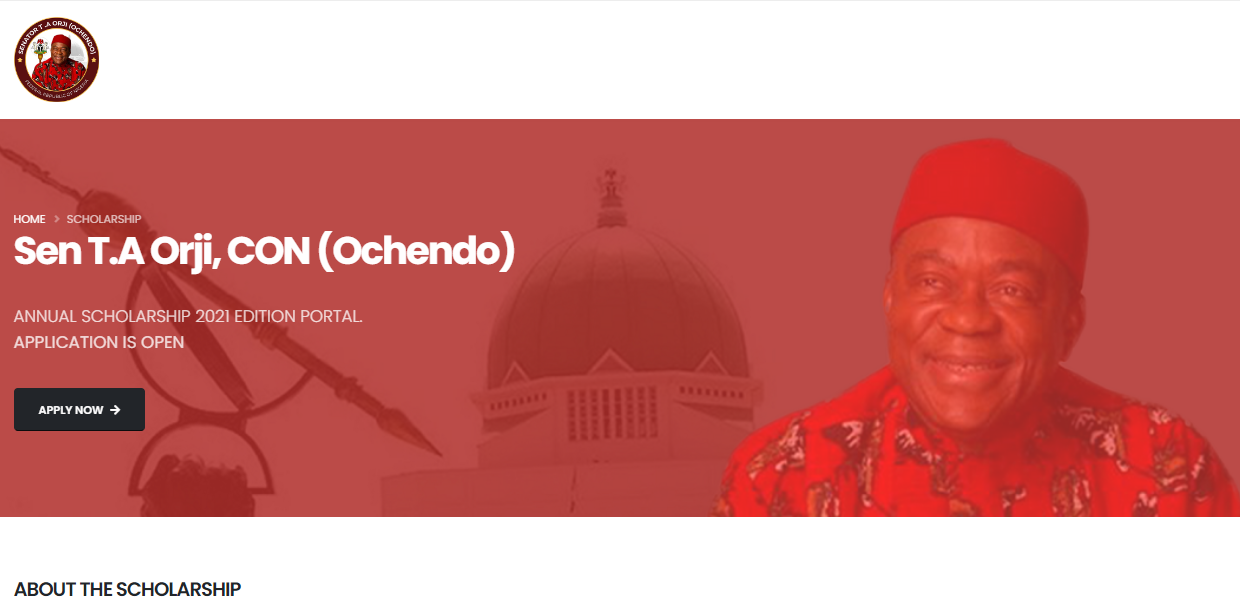 SENATOR T.A ORJI (OCHENDO)
FEDERAL REPUBLIC OF NIGERIA
HOME > SCHOLARSHIP
Sen T.A Orji, CON (Ochendo)
ANNUAL SCHOLARSHIP 2021 EDITION PORTAL.
APPLICATION IS OPEN
APPLY NOW →
ABOUT THE SCHOLARSHIP